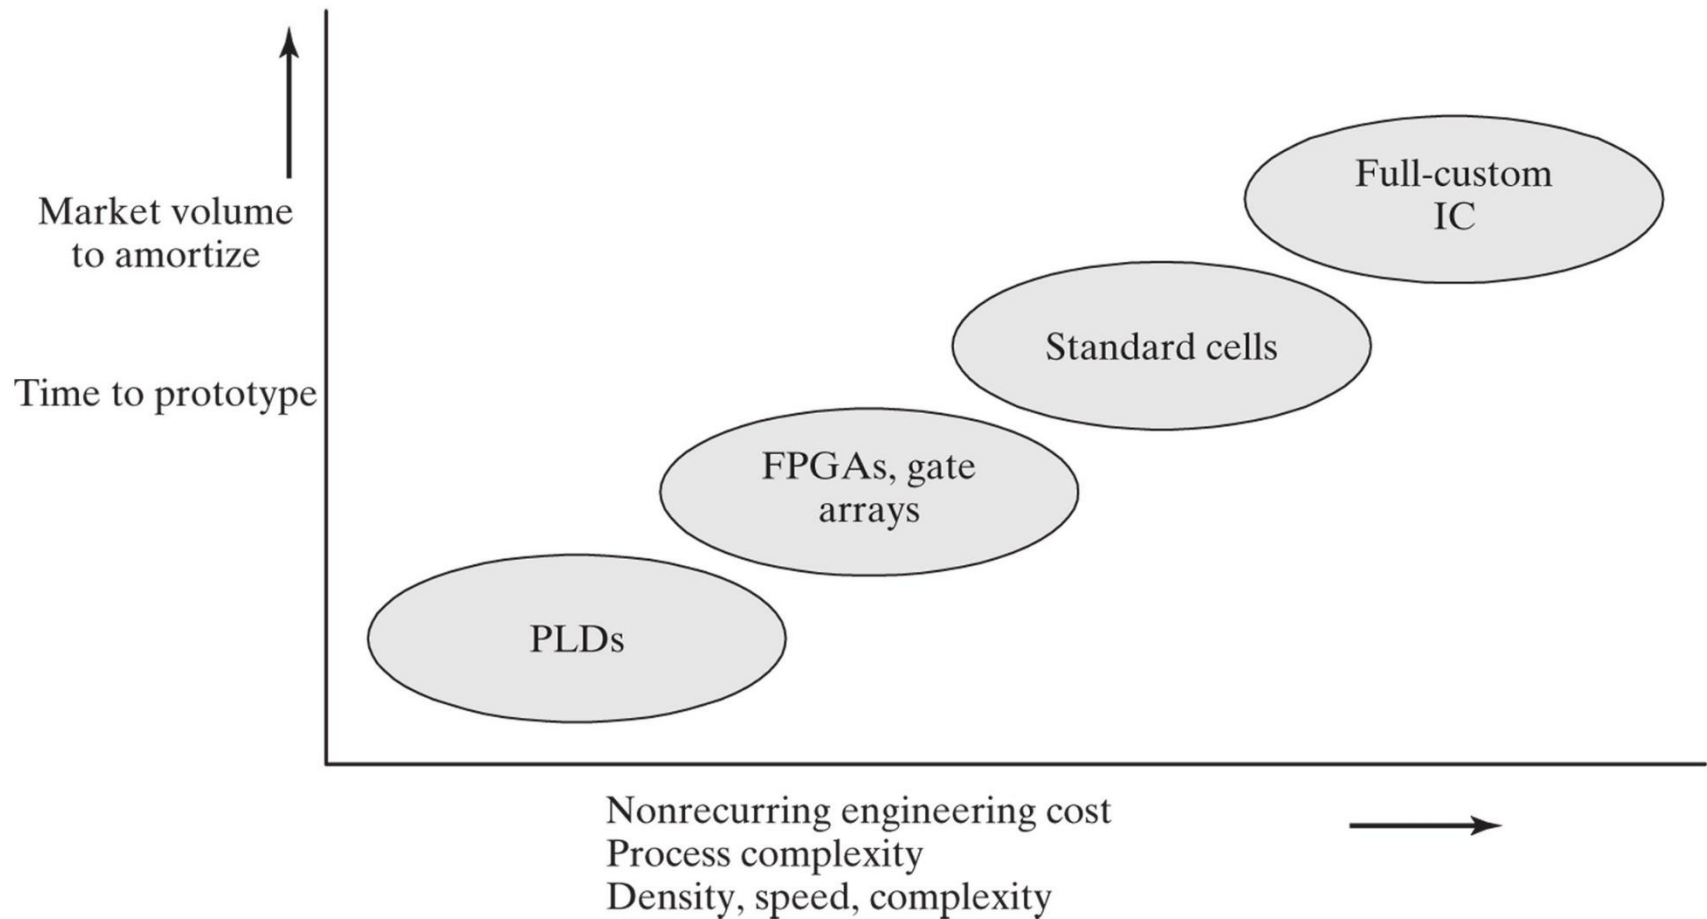 Market volume
to amortize
Time to prototype
Full-custom
IC
Standard cells
FPGAs, gate
arrays
PLDs
Nonrecurring engineering cost
Process complexity
Density, speed, complexity